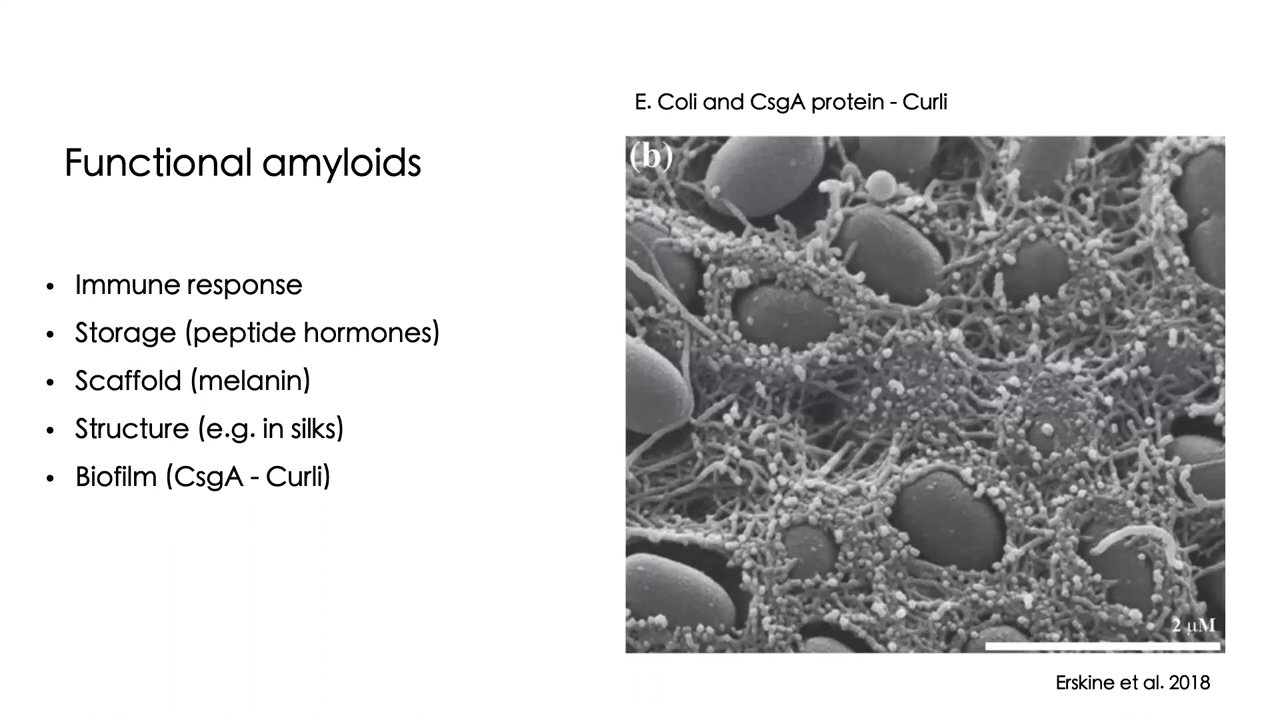 Functional amyloids
• Immune response
• Storage (peptide hormones)
• Scaffold (melanin)
• Structure (e.g. in silks)
• Biofilm (CsgA - Curli)
E. Coli and CsgA protein - Curli
(b)
2 µM
Erskine et al. 2018